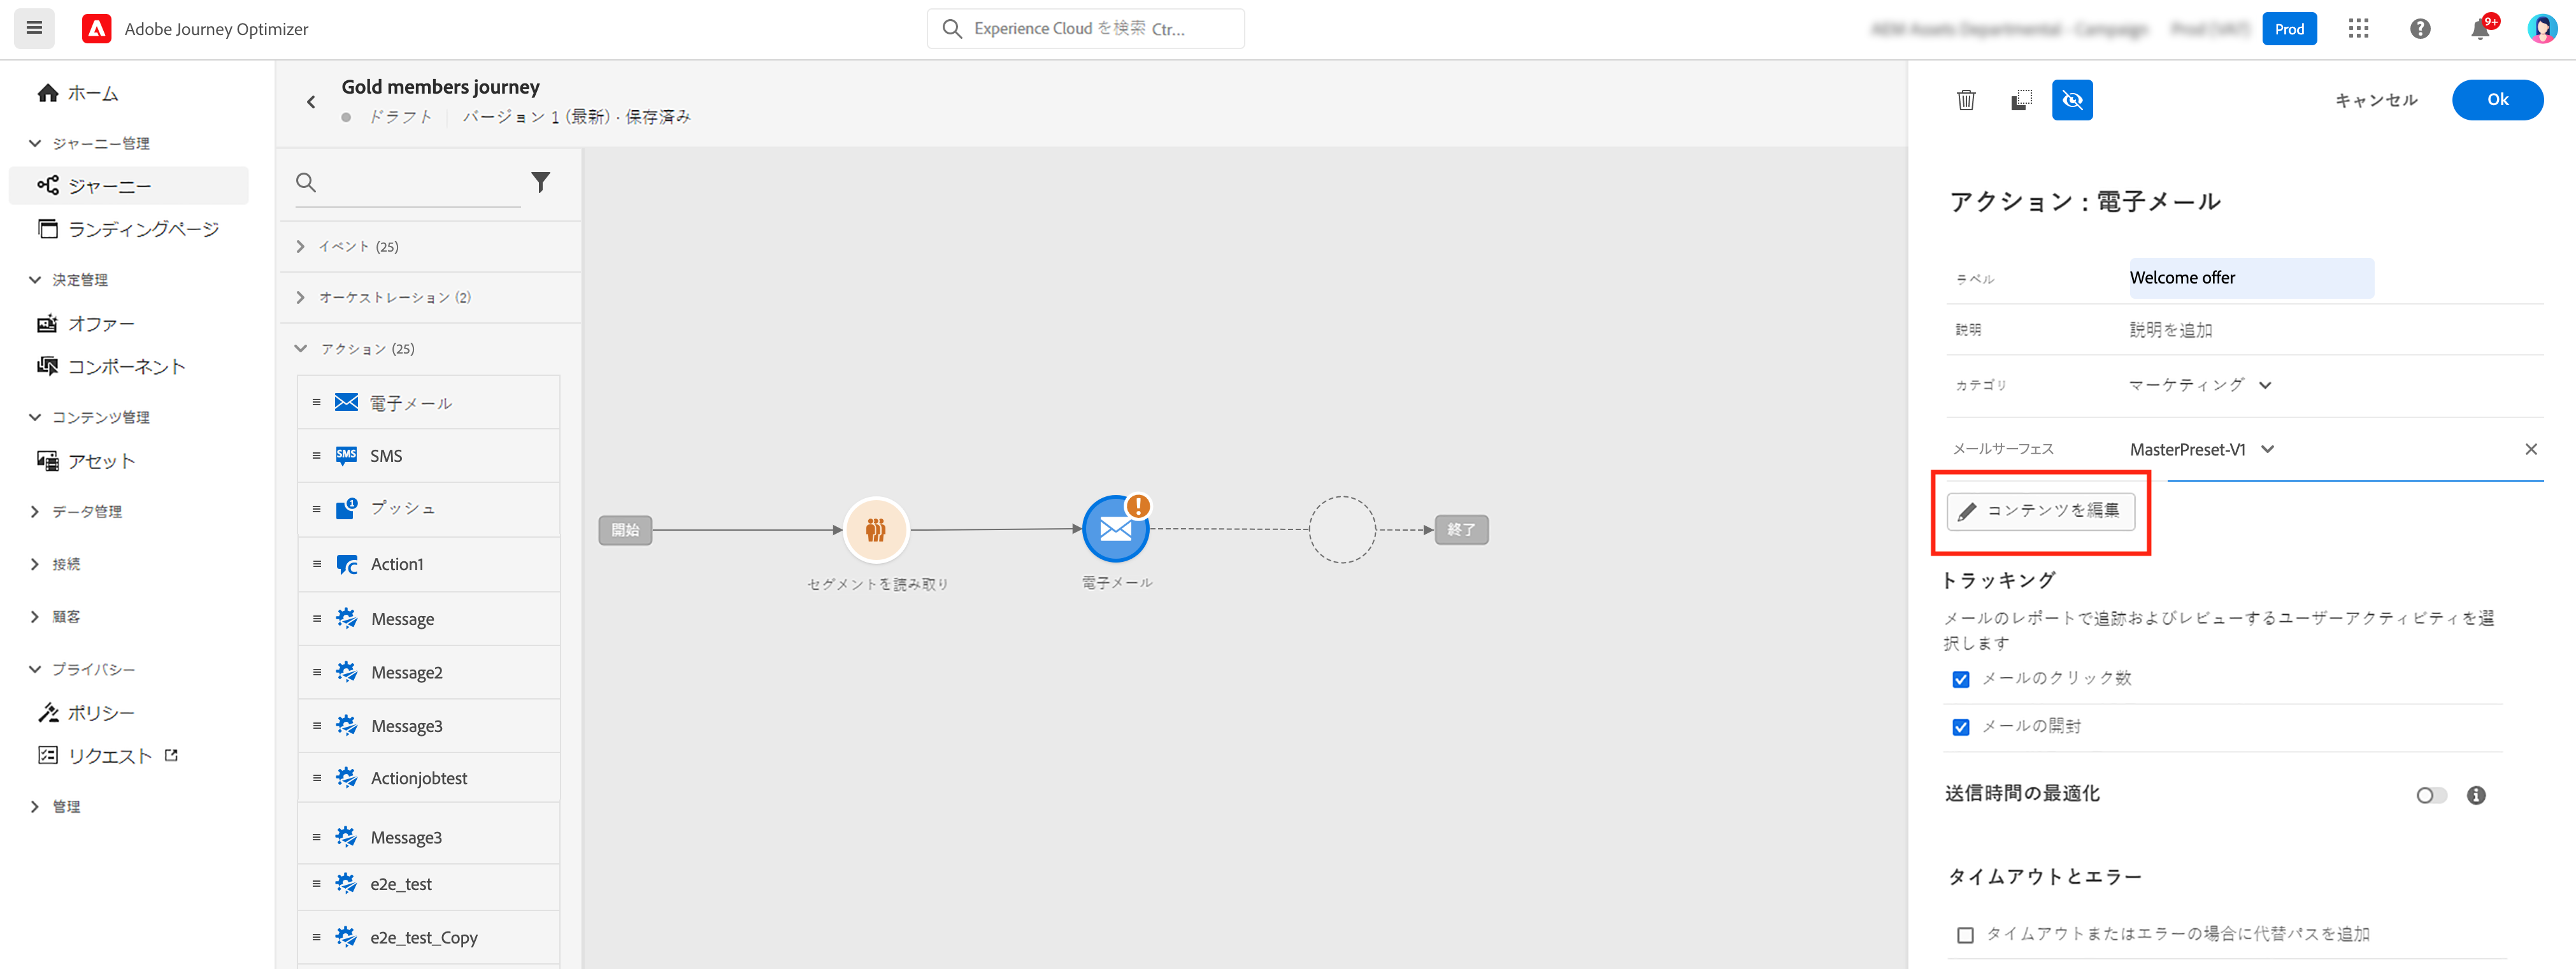 Adobe Journey Optimizer
Experience Cloud を検索 Ctr...
Prod
9+
ホーム
ジャーニー管理
ジャーニー
ランディングページ
決定管理
オファー
コンポーネント
コンテンツ管理
アセット
データ管理
接続
顧客
プライバシー
ポリシー
リクエスト
管理
Gold members journey
ドラフト
バージョン 1 (最新) · 保存済み
イベント (25)
オーケストレーション (2)
アクション (25)
電子メール
SMS
SMS
プッシュ
1
Action1
Message
Message2
Message3
Actionjobtest
Message3
e2e_test
e2e_test_Copy
開始
セグメントを読み取り
電子メール
終了
キャンセル
Ok
アクション : 電子メール
ラベル
Welcome offer
説明
説明を追加
カテゴリ
マーケティング
メールサーフェス
MasterPreset-V1
コンテンツを編集
トラッキング
メールのレポートで追跡およびレビューするユーザーアクティビティを選
択します
メールのクリック数
メールの開封
送信時間の最適化
タイムアウトとエラー
タイムアウトまたはエラーの場合に代替パスを追加